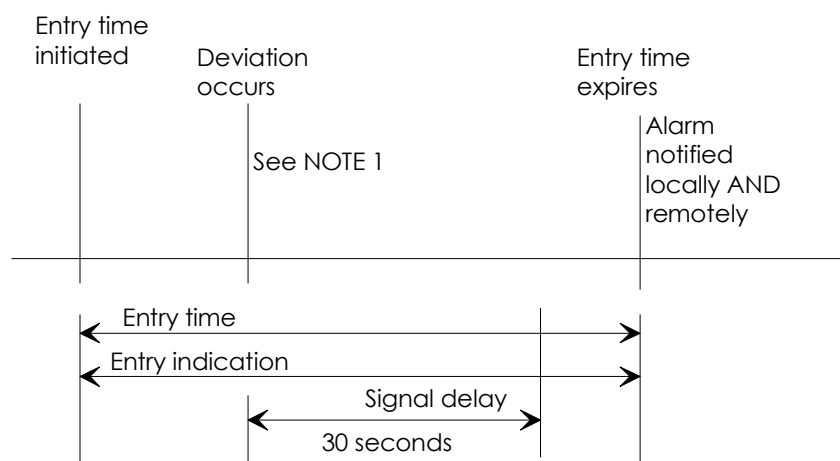 Entry time
initiated
Deviation
occurs
Entry time
expires
See NOTE 1
Alarm
notified
locally AND
remotely
Entry time
Entry indication
Signal delay
30 seconds